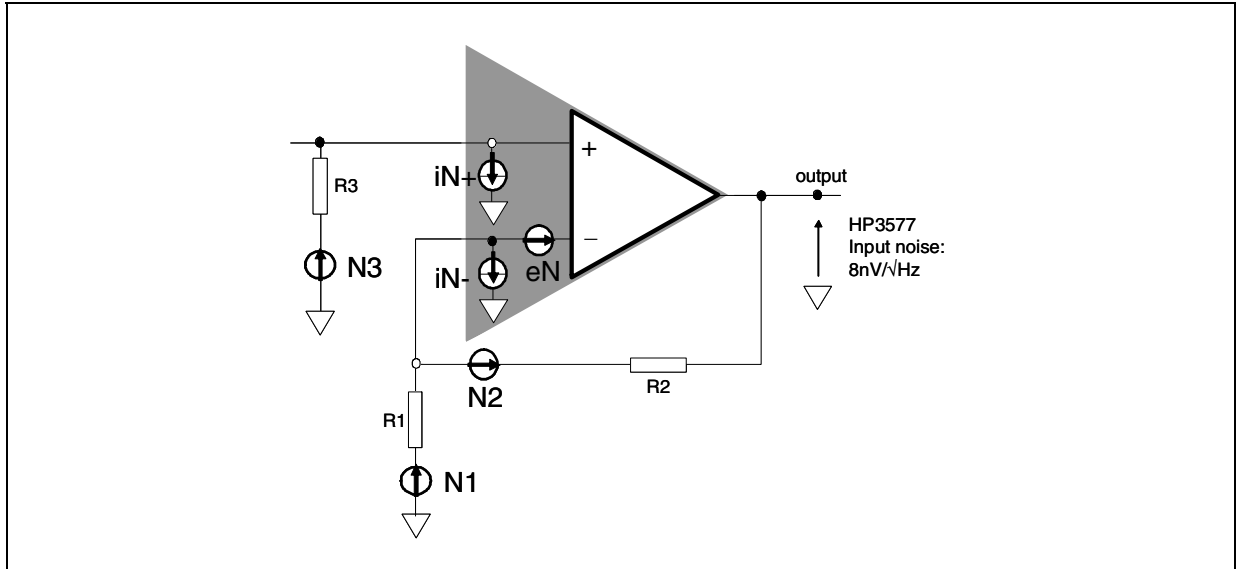 +
iN+
R3
output
HP3577
Input noise:
8nV/√Hz
N3
−
iN-
eN
N2
R2
R1
N1